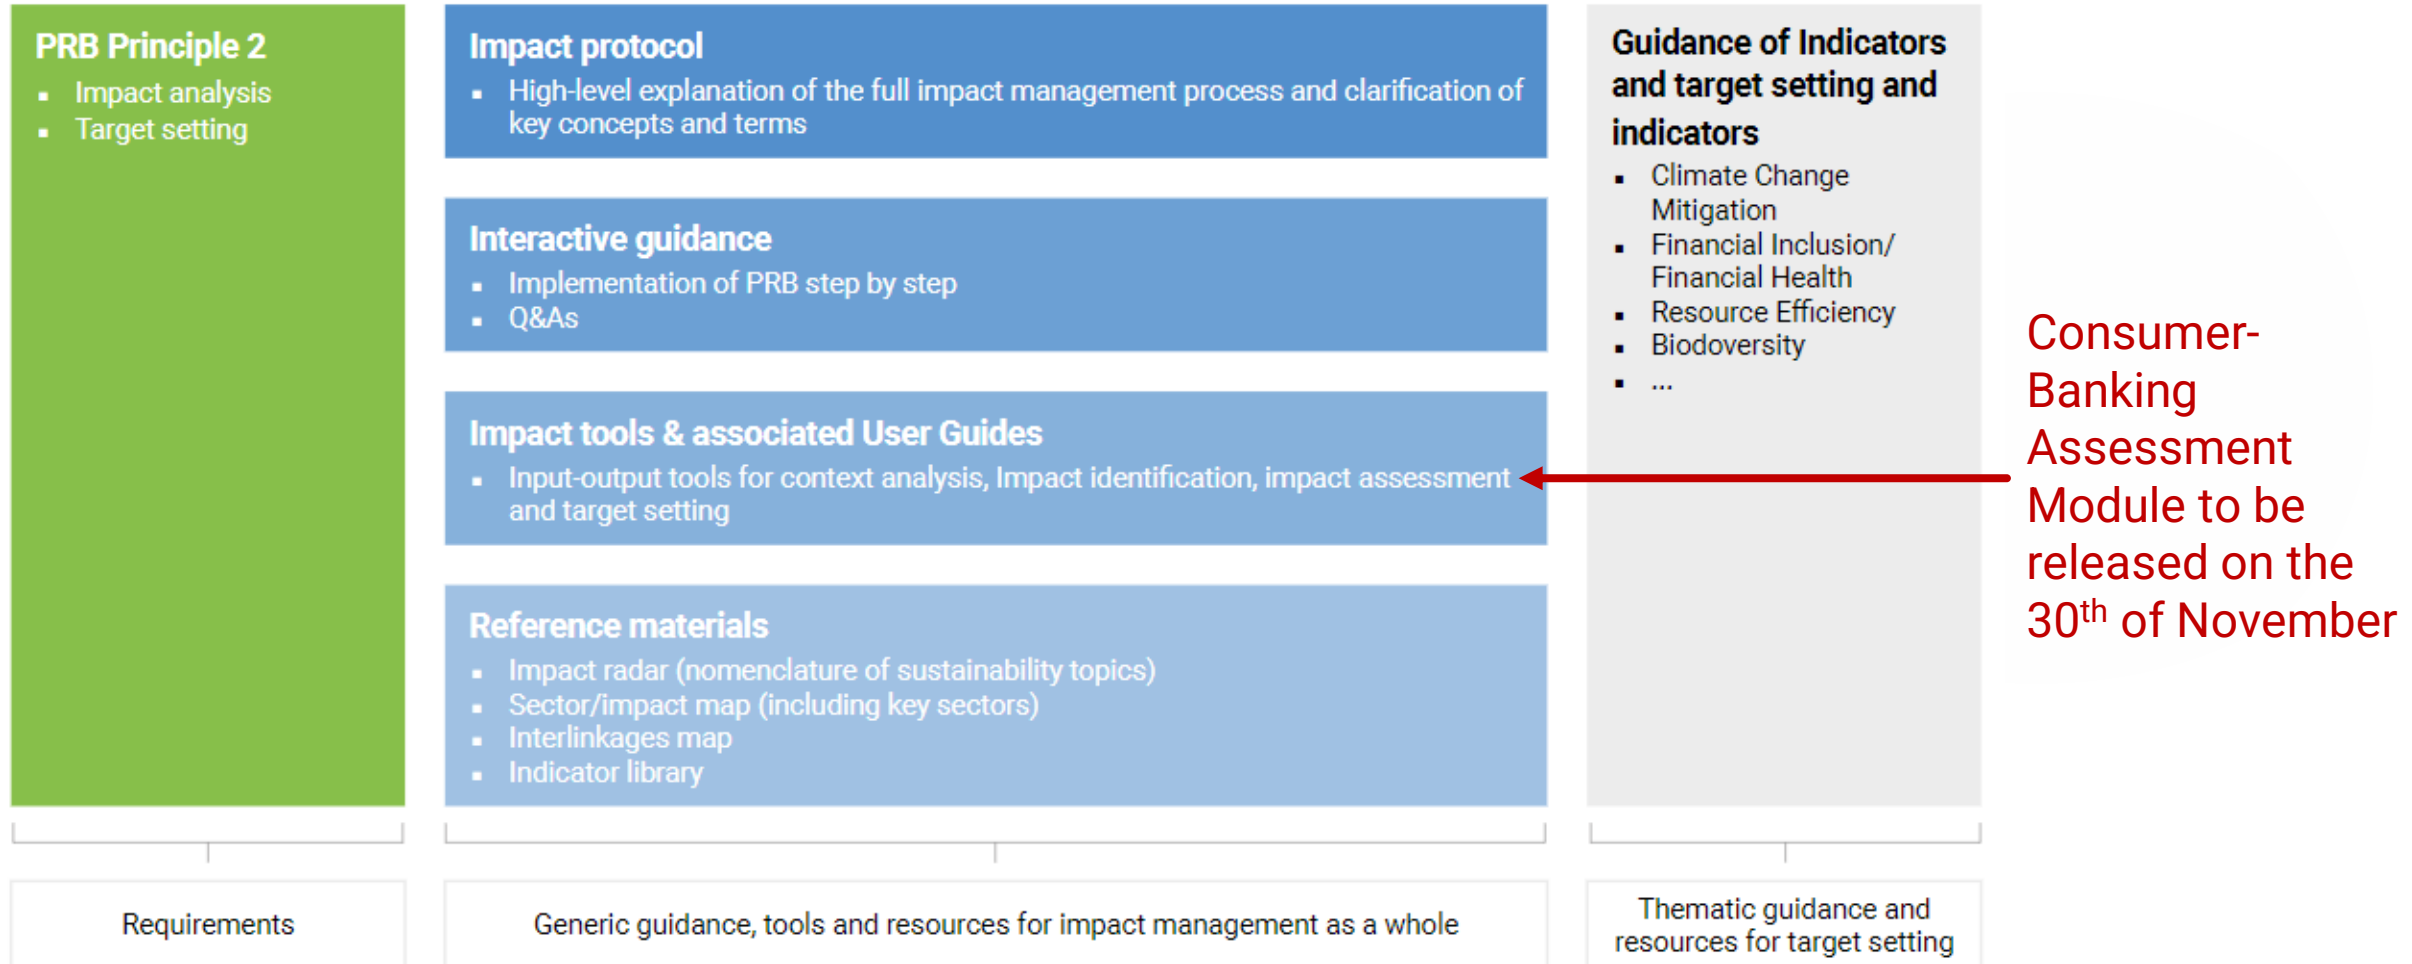 PRB Principle 2
▪ Impact analysis
▪ Target setting
Impact protocol
▪ High-level explanation of the full impact management process and clarification of
key concepts and terms
Interactive guidance
▪ Implementation of PRB step by step
▪ Q&As
Impact tools & associated User Guides
▪ Input-output tools for context analysis, Impact identification, impact assessment
and target setting
Reference materials
▪ Impact radar (nomenclature of sustainability topics)
▪ Sector/impact map (including key sectors)
▪ Interlinkages map
▪ Indicator library
Guidance of Indicators
and target setting and
indicators
▪ Climate Change
Mitigation
▪ Financial Inclusion/
Financial Health
▪ Resource Efficiency
▪ Biodoversity
▪ ...
Consumer-
Banking
Assessment
Module to be
released on the
30th of November
Requirements
Generic guidance, tools and resources for impact management as a whole
Thematic guidance and
resources for target setting